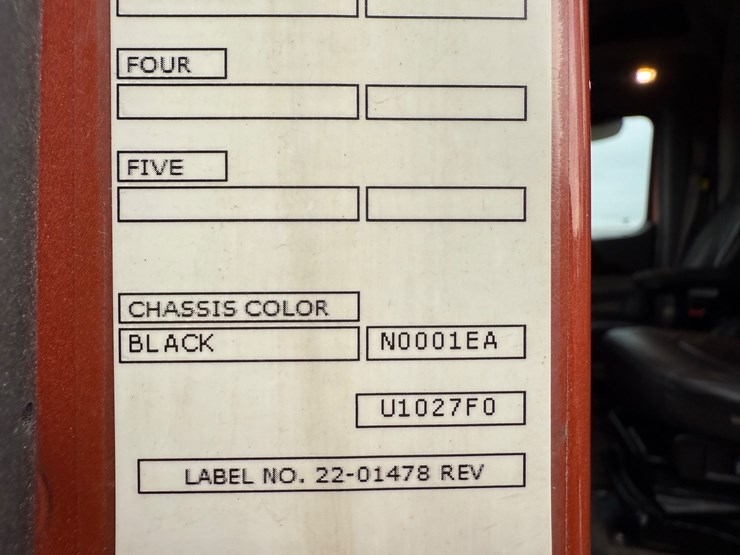 FOUR
FIVE
CHASSIS COLOR
BLACK N0001EA
U1027F0
LABEL NO. 22-01478 REV